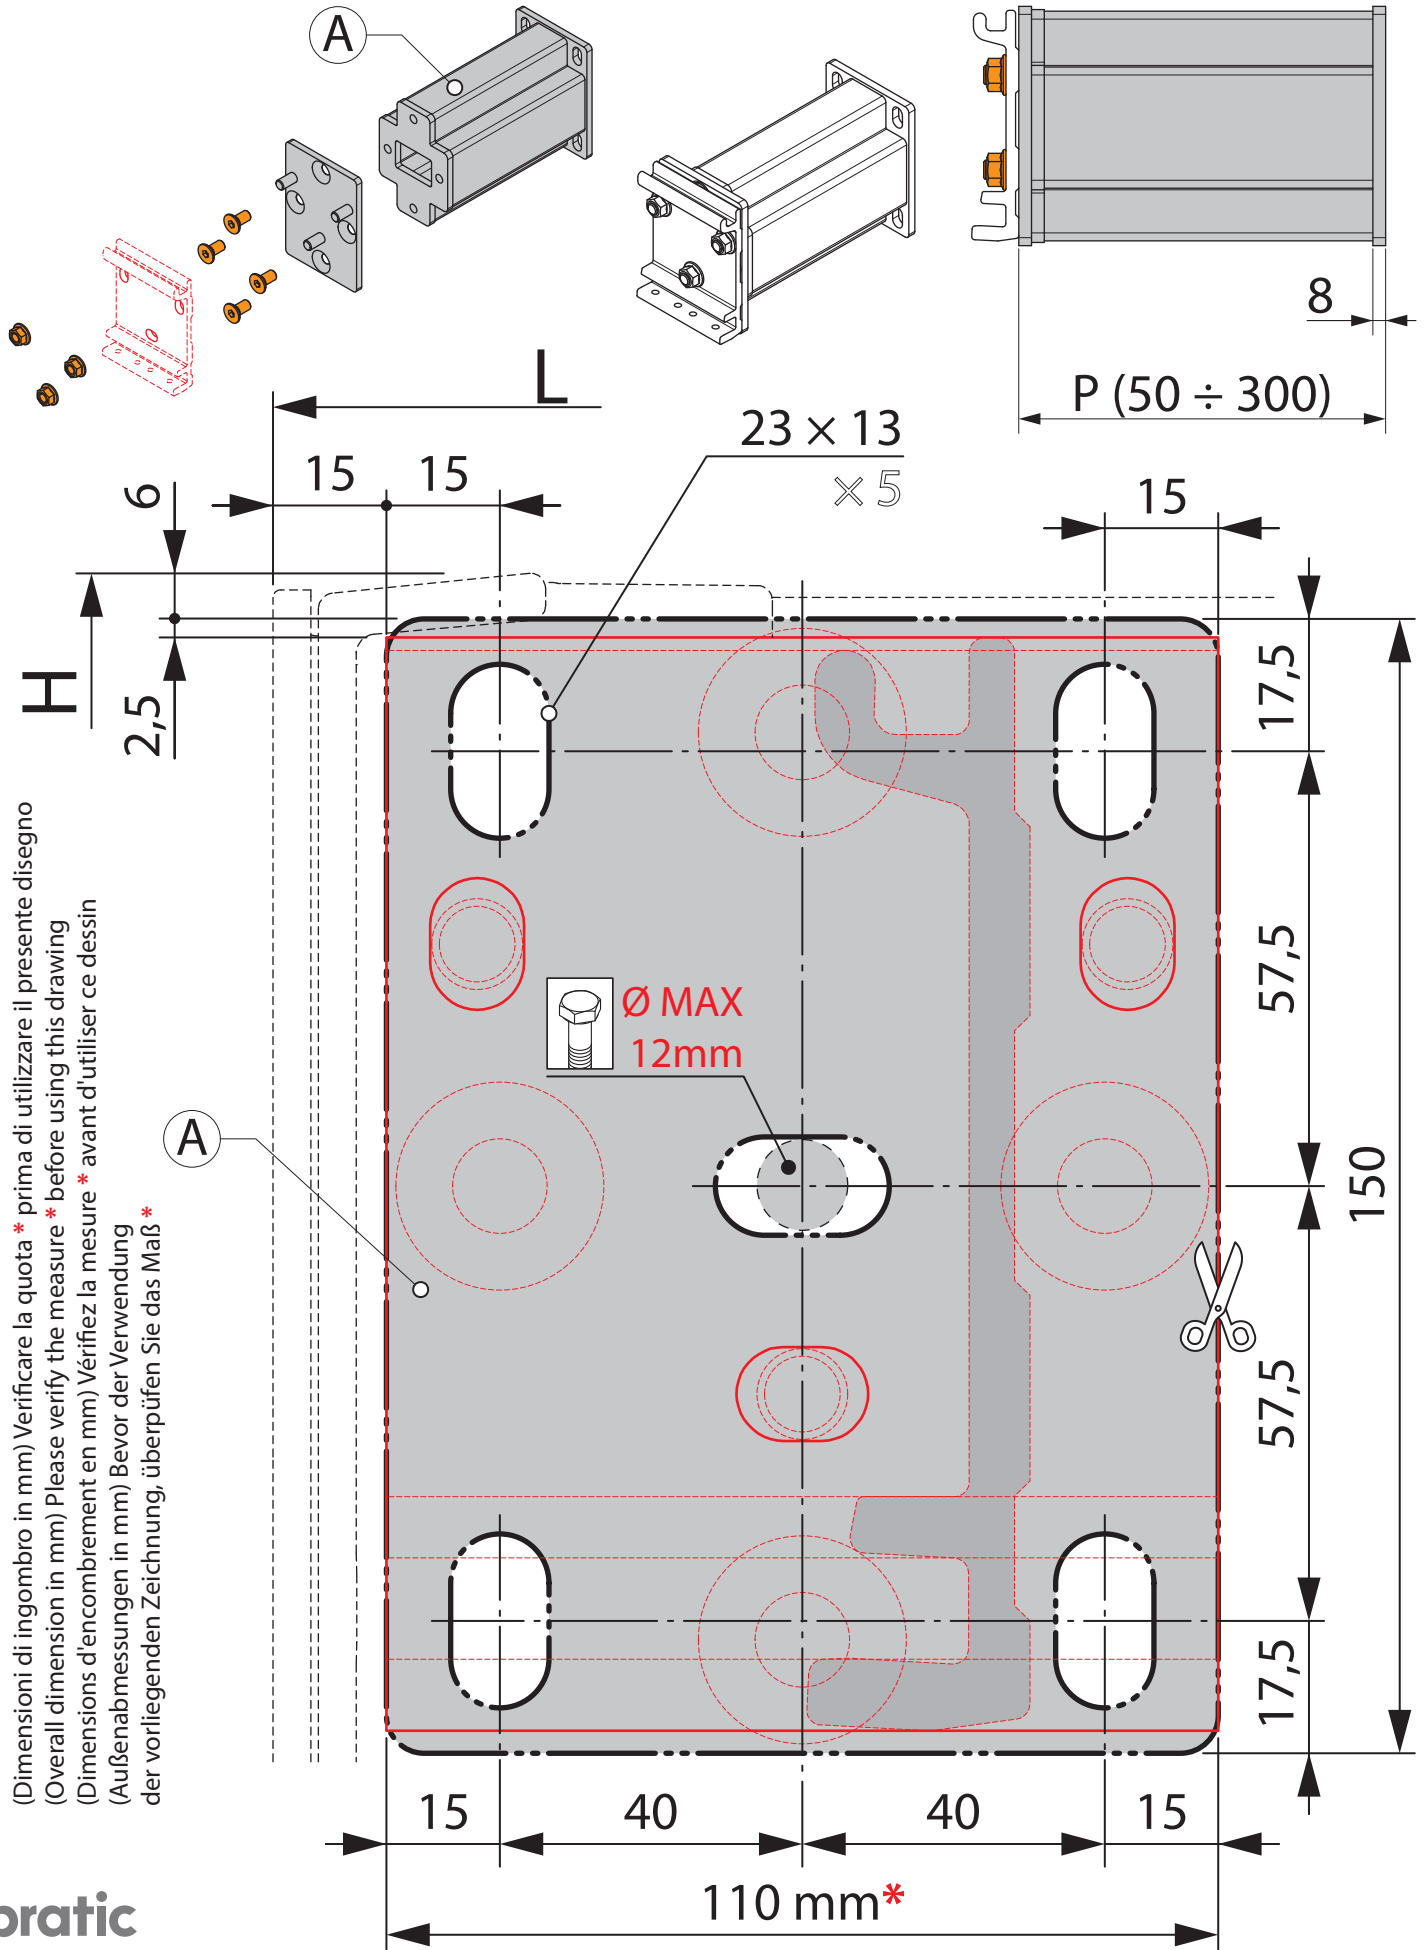 A
8
P (50 ÷ 300)
L
23 × 13
× 5
15
15
15
6
H
2,5
17,5
57,5
Ø MAX
12mm
A
150
57,5
17,5
(Dimensioni di ingombro in mm) Verificare la quota * prima di utilizzare il presente disegno
(Overall dimension in mm) Please verify the measure * before using this drawing
(Dimensions d'encombrement en mm) Vérifiez la mesure * avant d'utiliser ce dessin
(Außenabmessungen in mm) Bevor der Verwendung
der vorliegenden Zeichnung, überpüfen Sie das Maß *
15
40
40
15
110 mm*
pratic